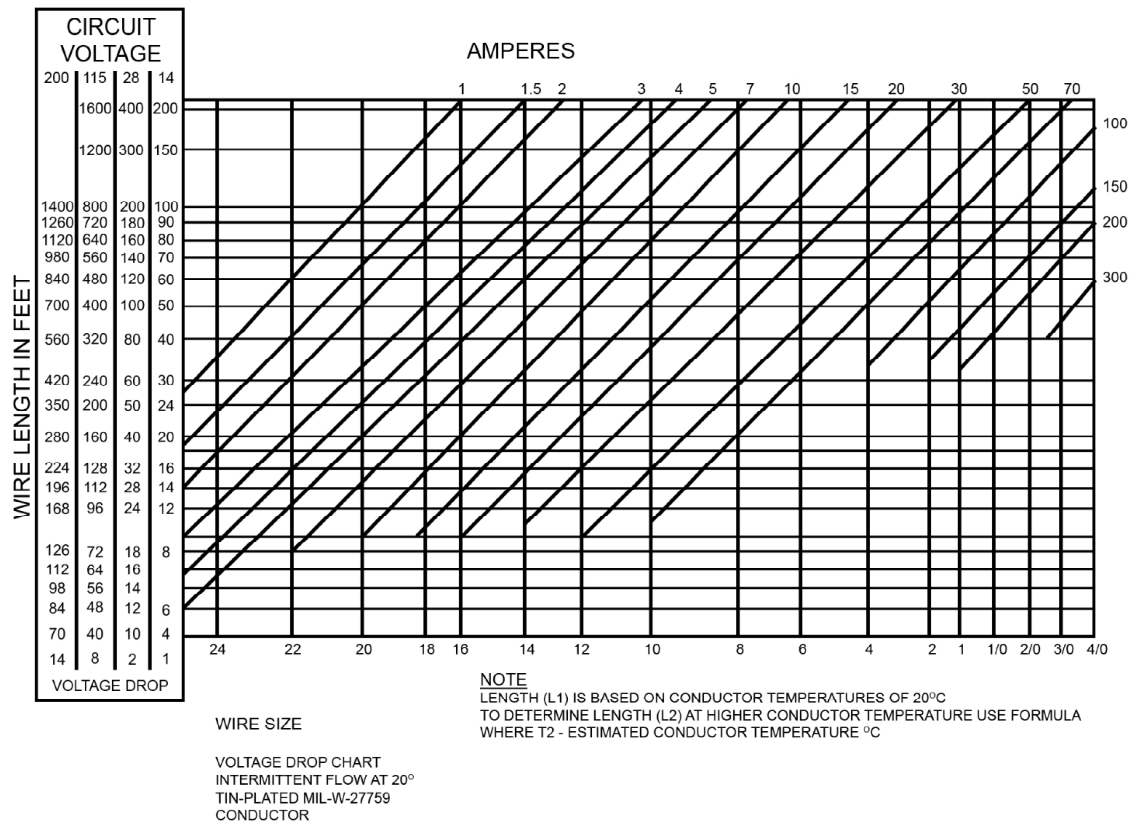 CIRCUIT
VOLTAGE
AMPERES
200 115 28 14
1 1.5 2 3 4 5 7 10 15 20 30 50 70
1600 400 200
100
1200 300 150
150
1400 800 200 100
1260 720 180 90
200
1120 640 160 80
980 560 140 70
840 480 120 60
300
700 400 100 50
560 320 80 40
420 240 60 30
350 200 50 24
280 160 40 20
224 128 32 16
196 112 28 14
168 96 24 12
126 72 18 8
112 64 16
98 56 14
84 48 12 6
70 40 10 4
14 8 2 1
VOLTAGE DROP
WIRE LENGTH IN FEET
24 22 20 18 16 14 12 10 8 6 4 2 1 1/0 2/0 3/0 4/0
WIRE SIZE
VOLTAGE DROP CHART
INTERMITTENT FLOW AT 20°
TIN-PLATED MIL-W-27759
CONDUCTOR
NOTE
LENGTH (L1) IS BASED ON CONDUCTOR TEMPERATURES OF 20°C
TO DETERMINE LENGTH (L2) AT HIGHER CONDUCTOR TEMPERATURE USE FORMULA
WHERE T2 - ESTIMATED CONDUCTOR TEMPERATURE °C